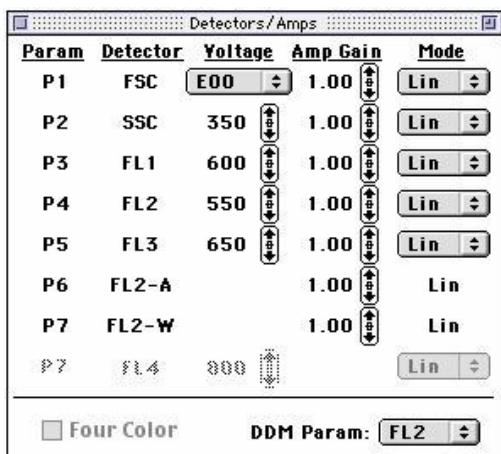 Detectors/Amps
Param Detector Voltage Amp Gain Mode
P1 FSC E00 1.00 Lin
P2 SSC 350 1.00 Lin
P3 FL1 600 1.00 Lin
P4 FL2 550 1.00 Lin
P5 FL3 650 1.00 Lin
P6 FL2-A 1.00 Lin
P7 FL2-W 1.00 Lin
P7 FL4 800 Lin
Four Color DDM Param: FL2